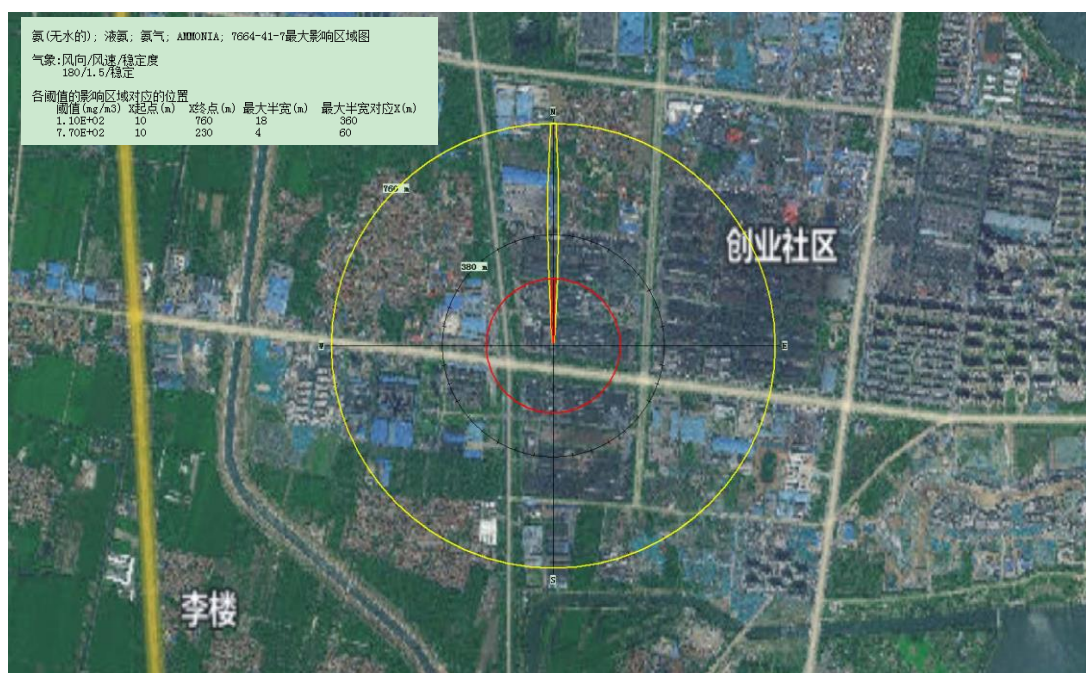 氨(无水的); 液氨; 氨气; AMMONIA; 7664-41-7最大影响区域图
气象:风向/风速/稳定度
180/1.5/稳定
各阈值的影响区域对应的位置
阈值(mg/m3) X起点(m) X终点(m) 最大半宽(m) 最大半宽对应X(m)
1.10E+02 10 760 18 360
7.70E+02 10 230 4 60
N
760 m
创业社区
380 m
W
E
S
李楼